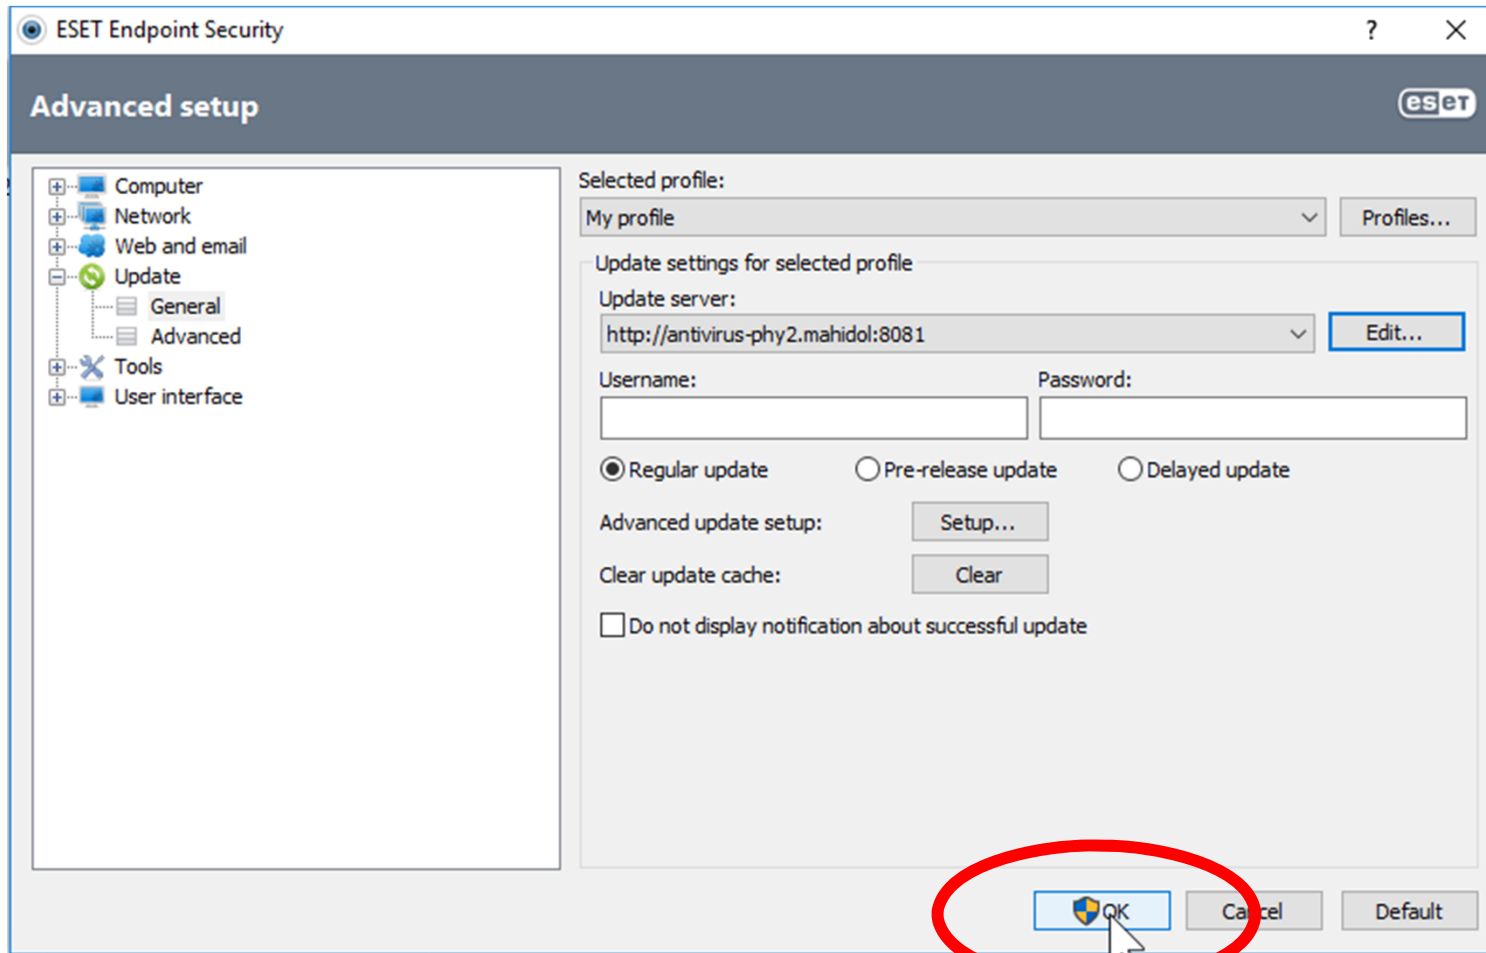 ESET Endpoint Security
?
Advanced setup
eset
Computer
Network
Web and email
Update
General
Advanced
Tools
User interface
Selected profile:
My profile
Profiles...
Update settings for selected profile
Update server:
http://antivirus-phy2.mahidol:8081
Edit...
Username:
Password:
Regular update
Pre-release update
Delayed update
Advanced update setup:
Setup...
Clear update cache:
Clear
Do not display notification about successful update
OK
Cancel
Default